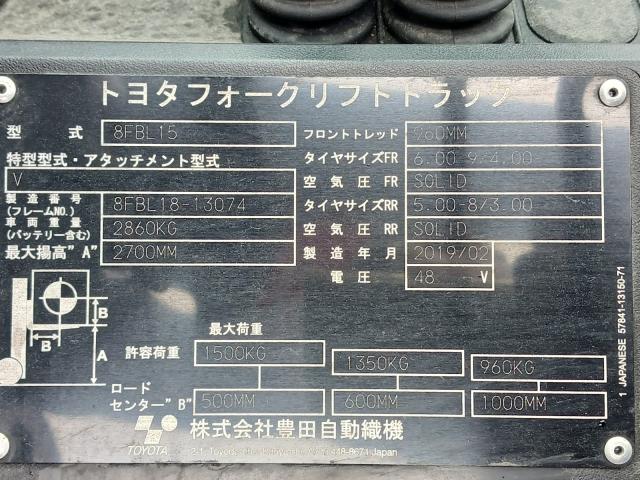 トヨタフォークリフトトラック
型 式 8FBL15 フロントトレッド 960MM
特型型式・アタッチメント型式 タイヤサイズFR 6.00-9/4.00
V 空気圧 FR SOLID
製造番号(フレームNO.) 8FBL18-13074 タイヤサイズRR 5.00-8/3.00
車両重量(バッテリー含む) 2860KG 空気圧 RR SOLID
最大揚高"A" 2700MM 製造年月 2019/02
電圧 48 V
B
B
A
最大荷重
許容荷重 1500KG 1350KG 960KG
ロードセンター"B" 500MM 600MM 1000MM
TOYOTA 株式会社豊田自動織機
448-8671 Japan
1 JAPANESE 57841-13150-71